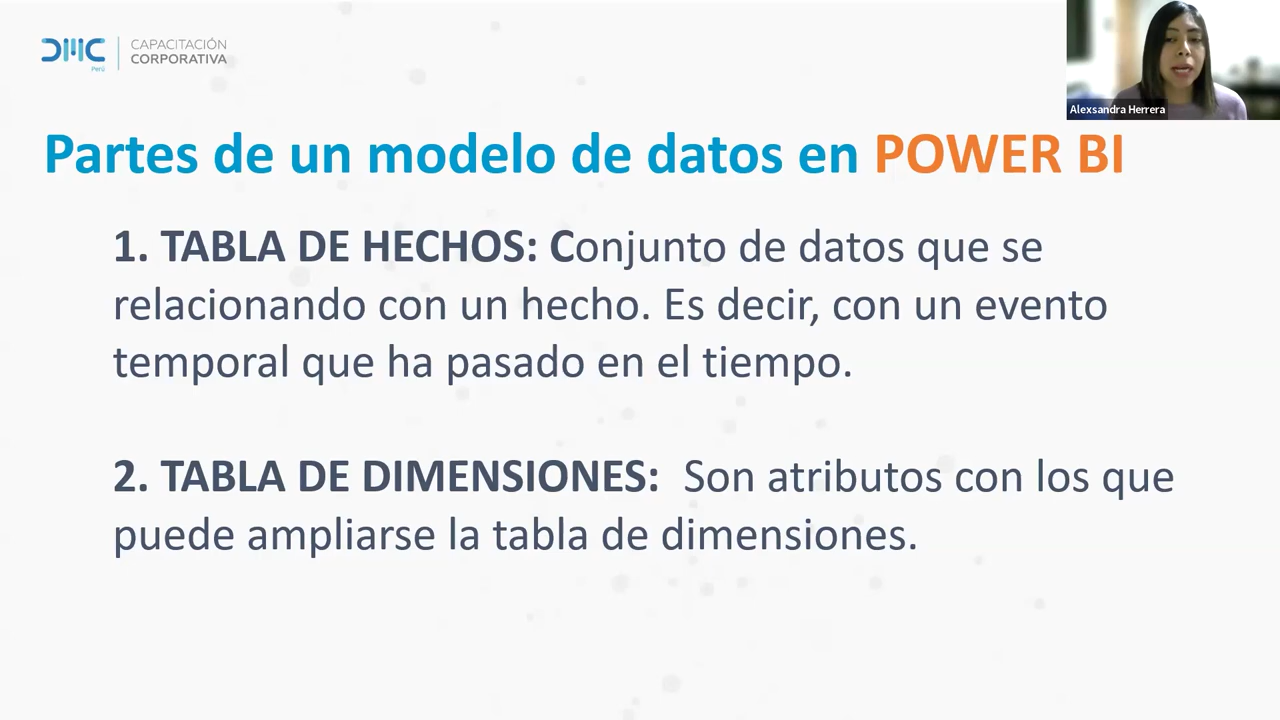 DMC
Perú
CAPACITACIÓN
CORPORATIVA
Alexsandra Herrera
Partes de un modelo de datos en POWER BI
1. TABLA DE HECHOS: Conjunto de datos que se
relacionando con un hecho. Es decir, con un evento
temporal que ha pasado en el tiempo.
2. TABLA DE DIMENSIONES: Son atributos con los que
puede ampliarse la tabla de dimensiones.